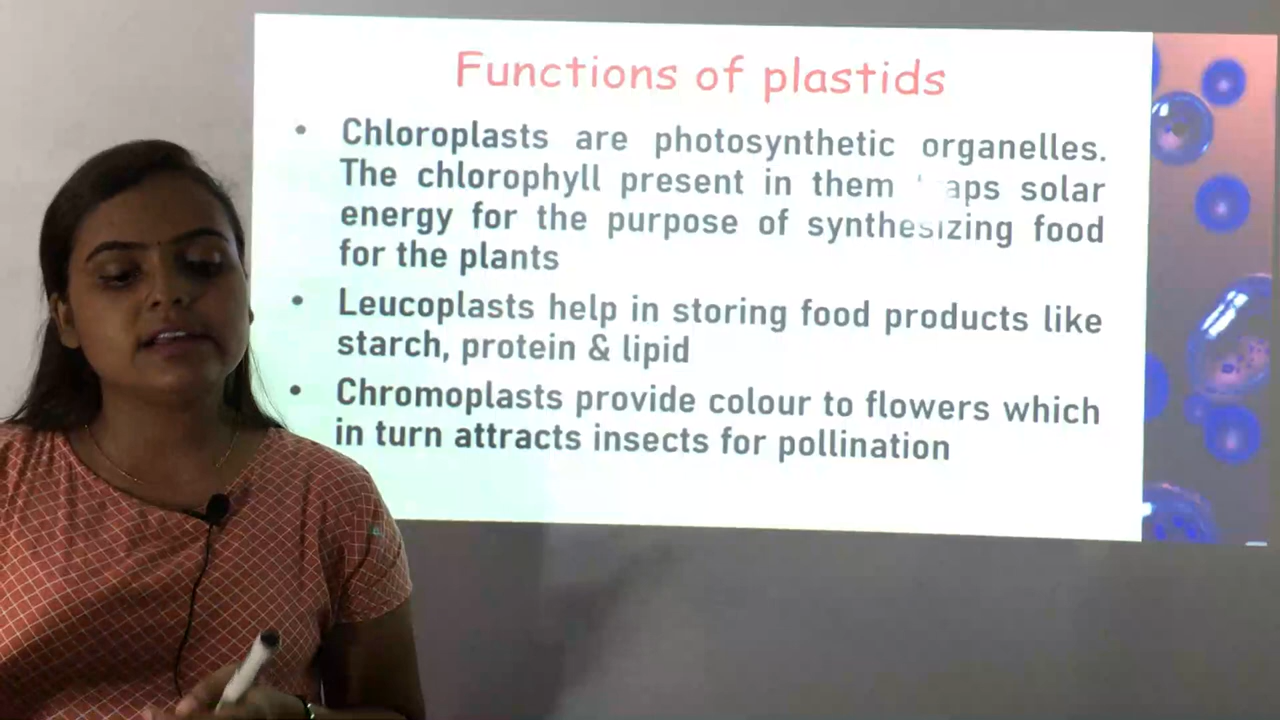 Functions of plastids
• Chloroplasts are photosynthetic organelles.
The chlorophyll present in them solar
energy for the purpose of synthesizing food
for the plants
• Leucoplasts help in storing food products like
starch, protein & lipid
• Chromoplasts provide colour to flowers which
in turn attracts insects for pollination